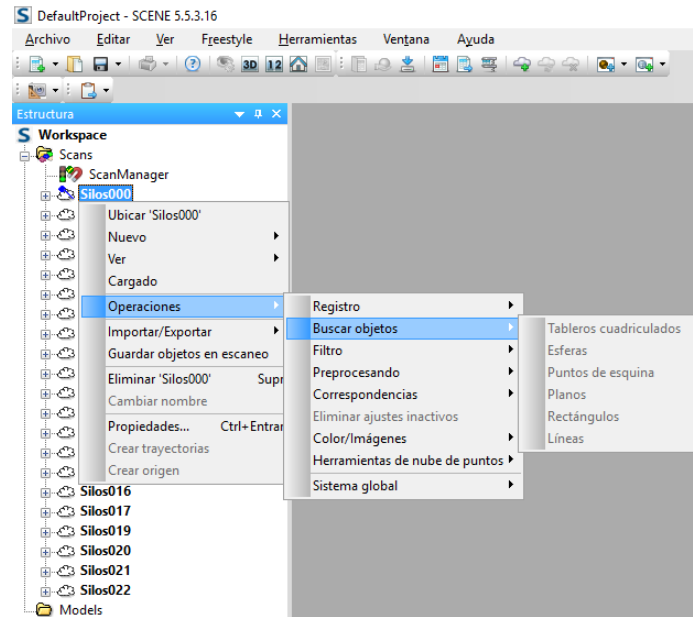 DefaultProject - SCENE 5.5.3.16
Archivo Editar Ver Freestyle Herramientas Ventana Ayuda
3D 12
Estructura
Workspace
Scans
ScanManager
Silos000
Ubicar 'Silos000'
Nuevo
Ver
Cargado
Operaciones
Importar/Exportar
Guardar objetos en escaneo
Eliminar 'Silos000' Supr
Cambiar nombre
Propiedades... Ctrl+Entrar
Crear trayectorias
Crear origen
Registro
Buscar objetos
Filtro
Preprocesando
Correspondencias
Eliminar ajustes inactivos
Color/Imágenes
Herramientas de nube de puntos
Sistema global
Tableros cuadriculados
Esferas
Puntos de esquina
Planos
Rectángulos
Líneas
Silos016
Silos017
Silos019
Silos020
Silos021
Silos022
Models